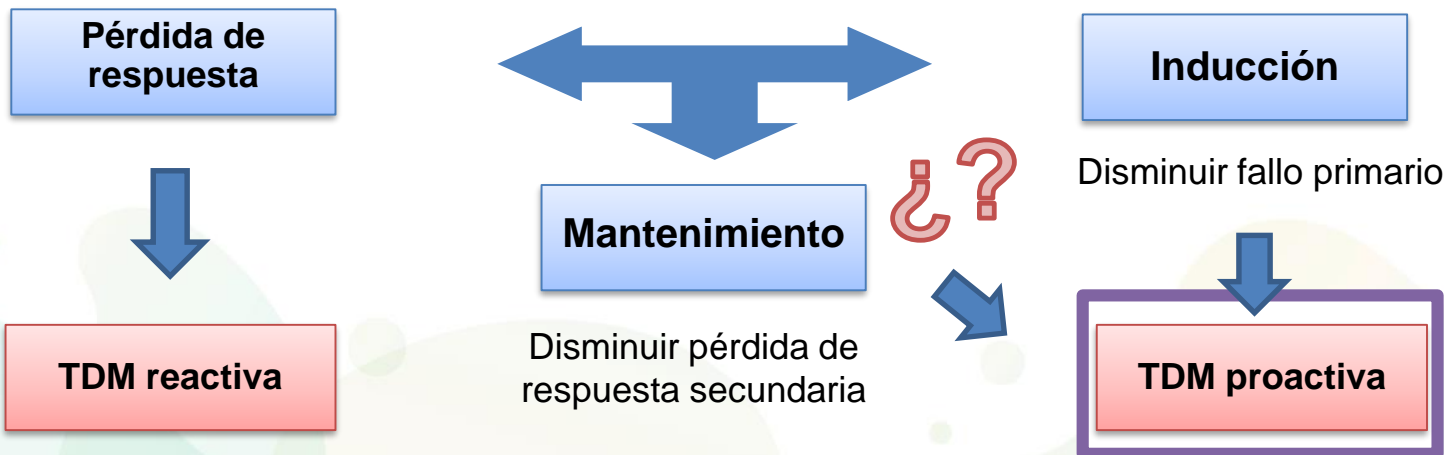 Pérdida de
respuesta
Inducción
¿?
Disminuir fallo primario
Mantenimiento
Disminuir pérdida de
respuesta secundaria
TDM reactiva
TDM proactiva